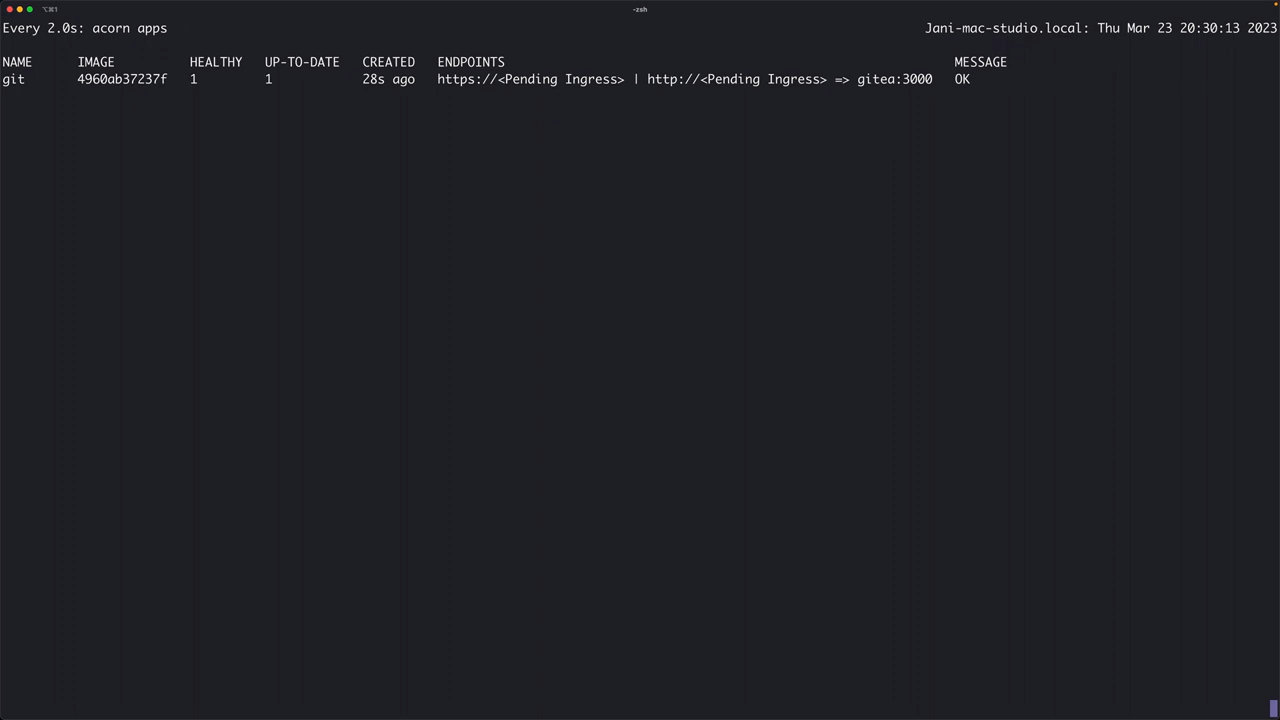 ⌥⌘1 -zsh
Every 2.0s: acorn apps Jani-mac-studio.local: Thu Mar 23 20:30:13 2023
NAME IMAGE HEALTHY UP-TO-DATE CREATED ENDPOINTS MESSAGE
git 4960ab37237f 1 1 28s ago https://<Pending Ingress> | http://<Pending Ingress> => gitea:3000 OK